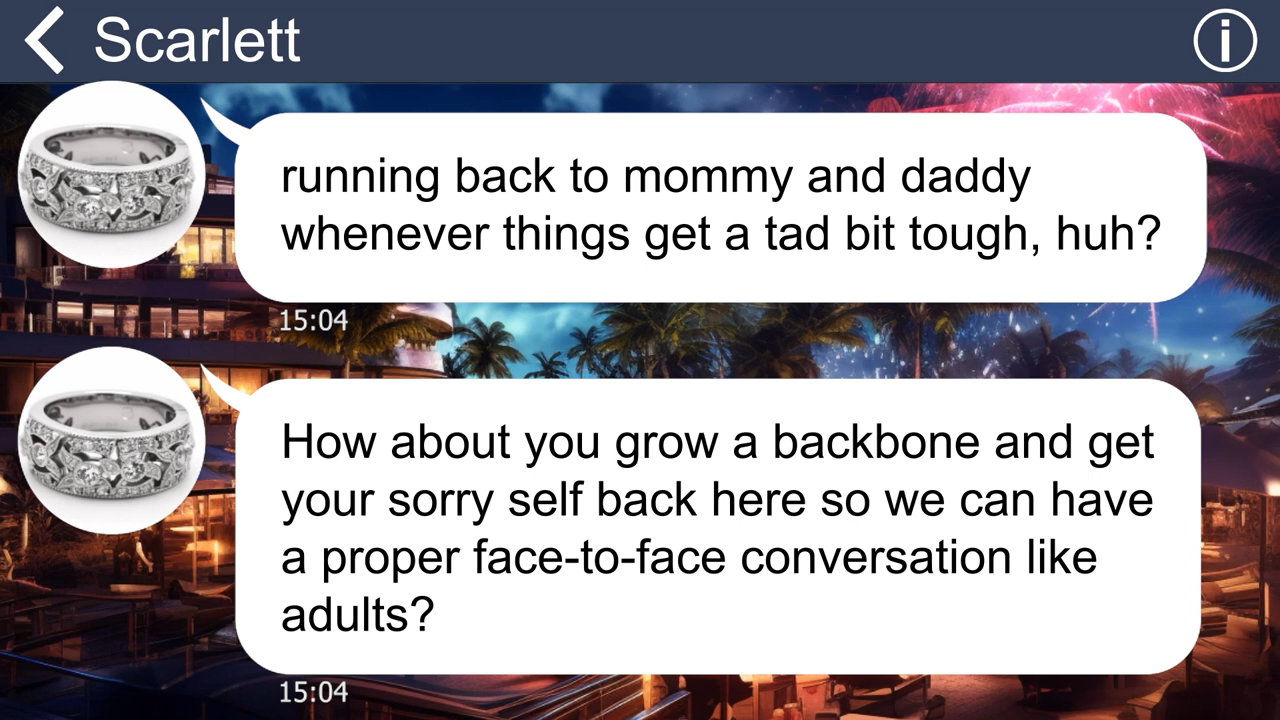 Scarlett
running back to mommy and daddy
whenever things get a tad bit tough, huh?
15:04
How about you grow a backbone and get
your sorry self back here so we can have
a proper face-to-face conversation like
adults?
15:04